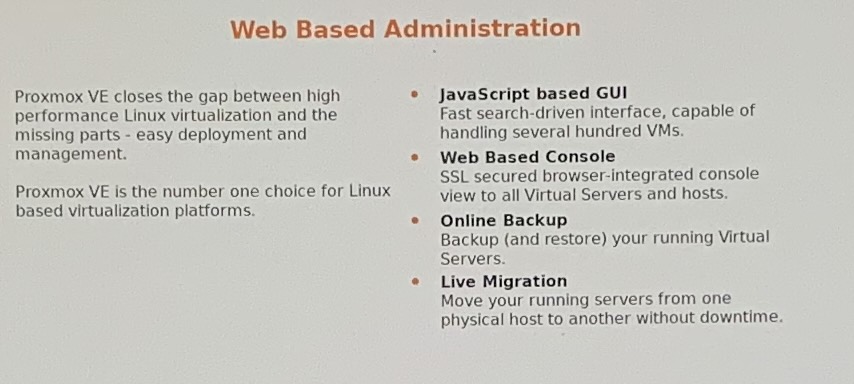 Web Based Administration
Proxmox VE closes the gap between high
performance Linux virtualization and the
missing parts - easy deployment and
management.
Proxmox VE is the number one choice for Linux
based virtualization platforms.
• JavaScript based GUI
Fast search-driven interface, capable of
handling several hundred VMs.
• Web Based Console
SSL secured browser-integrated console
view to all Virtual Servers and hosts.
• Online Backup
Backup (and restore) your running Virtual
Servers.
• Live Migration
Move your running servers from one
physical host to another without downtime.